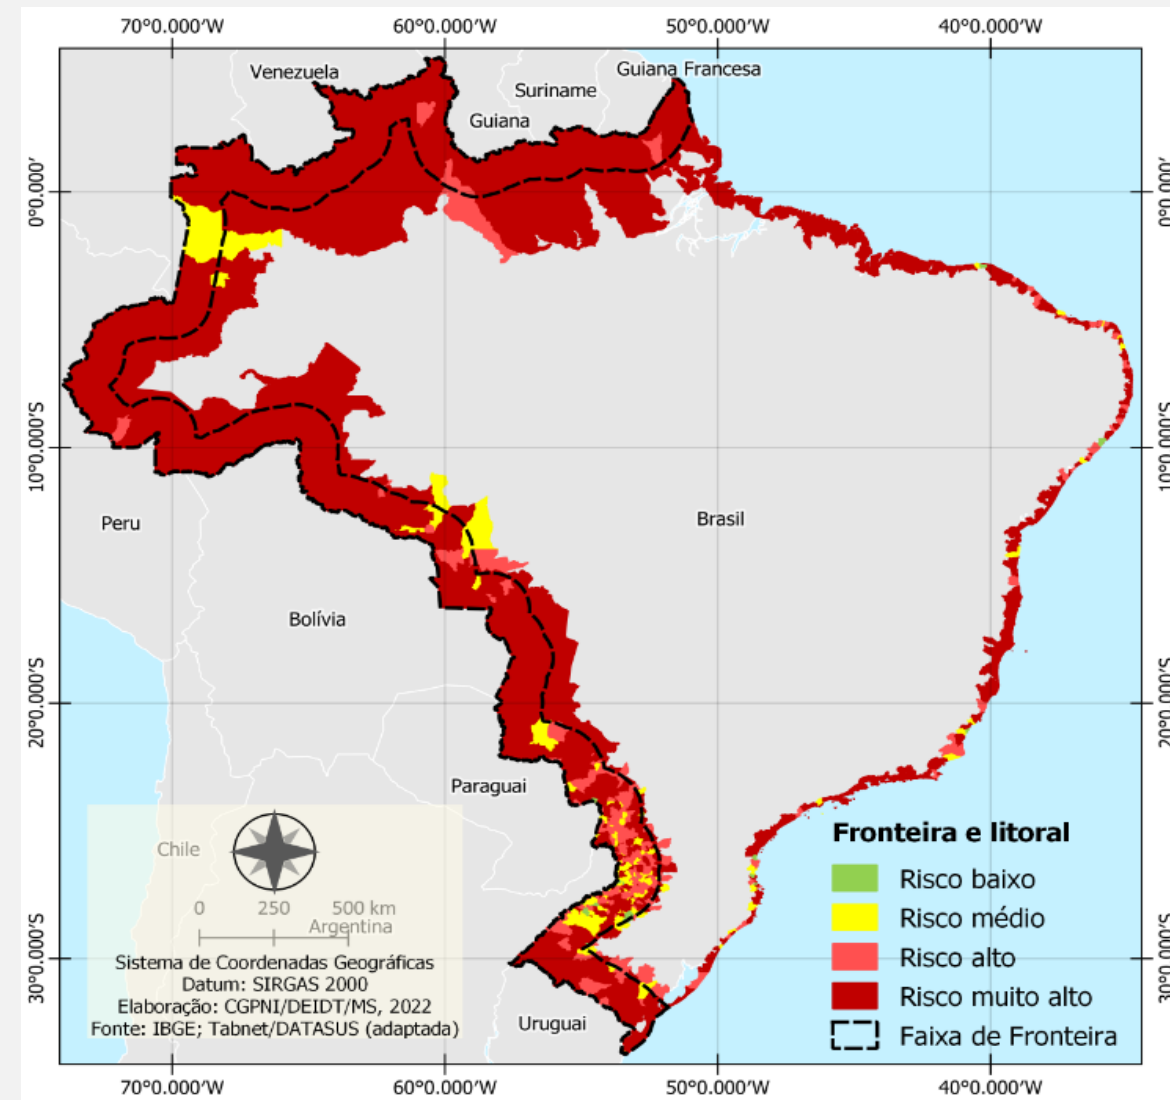 70°0.000'W 60°0.000'W 50°0.000'W 40°0.000'W
Venezuela
Guiana Francesa
Suriname
Guiana
0°0.000' 0°0.000'
10°0.000'S 10°0.000'S
Peru
Brasil
Bolívia
20°0.000'S 20°0.000'S
Paraguai
Chile
0 250 500 km
Argentina
Sistema de Coordenadas Geográficas
Datum: SIRGAS 2000
Elaboração: CGPNI/DEIDT/MS, 2022
Fonte: IBGE; Tabnet/DATASUS (adaptada)
Uruguai
30°0.000'S 30°0.000'S
Fronteira e litoral
Risco baixo
Risco médio
Risco alto
Risco muito alto
Faixa de Fronteira
70°0.000'W 60°0.000'W 50°0.000'W 40°0.000'W